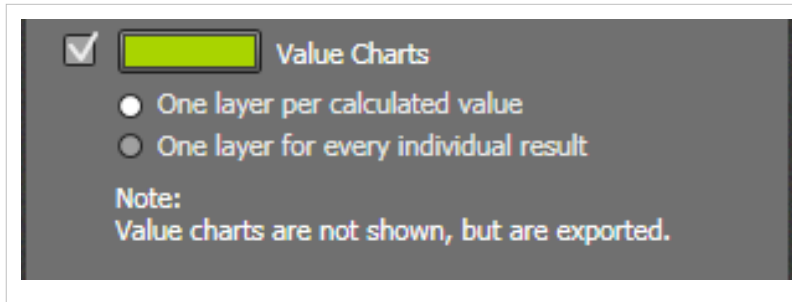 Value Charts
One layer per calculated value
One layer for every individual result
Note:
Value charts are not shown, but are exported.